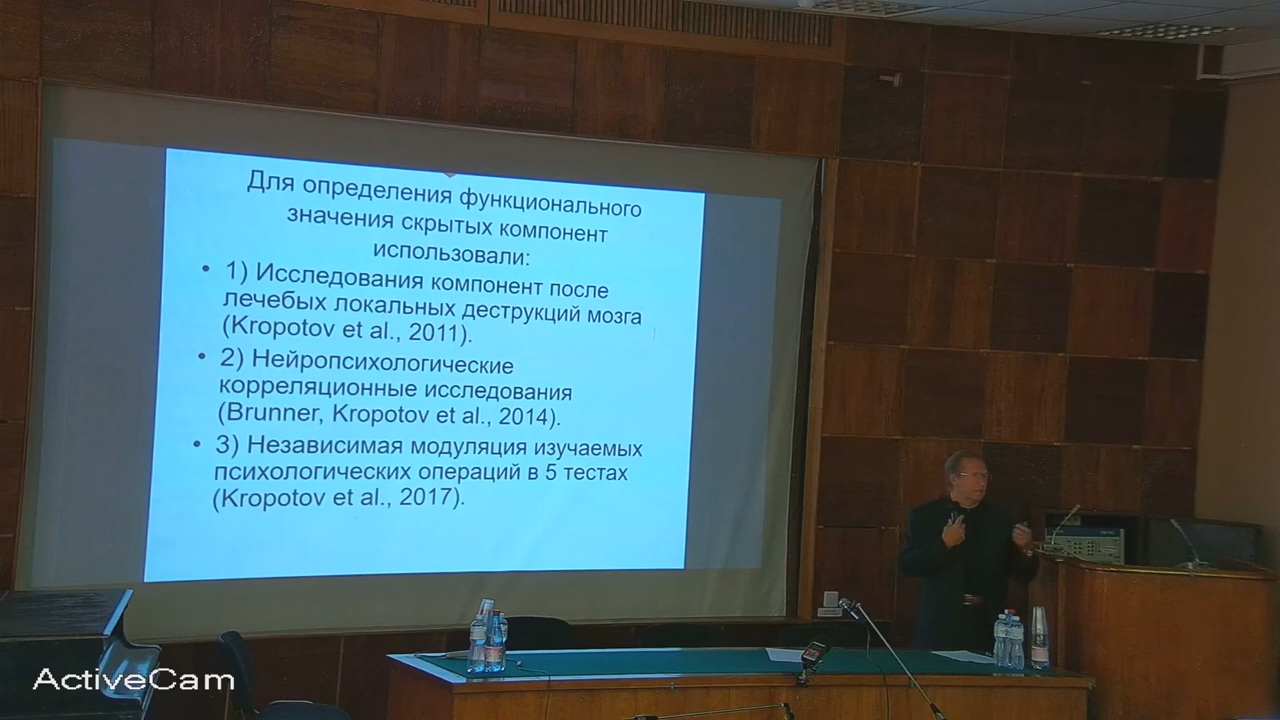 Для определения функционального
значения скрытых компонент
использовали:
• 1) Исследования компонент после
лечебых локальных деструкций мозга
(Kropotov et al., 2011).
• 2) Нейропсихологические
корреляционные исследования
(Brunner, Kropotov et al., 2014).
• 3) Независимая модуляция изучаемых
психологических операций в 5 тестах
(Kropotov et al., 2017).
ActiveCam